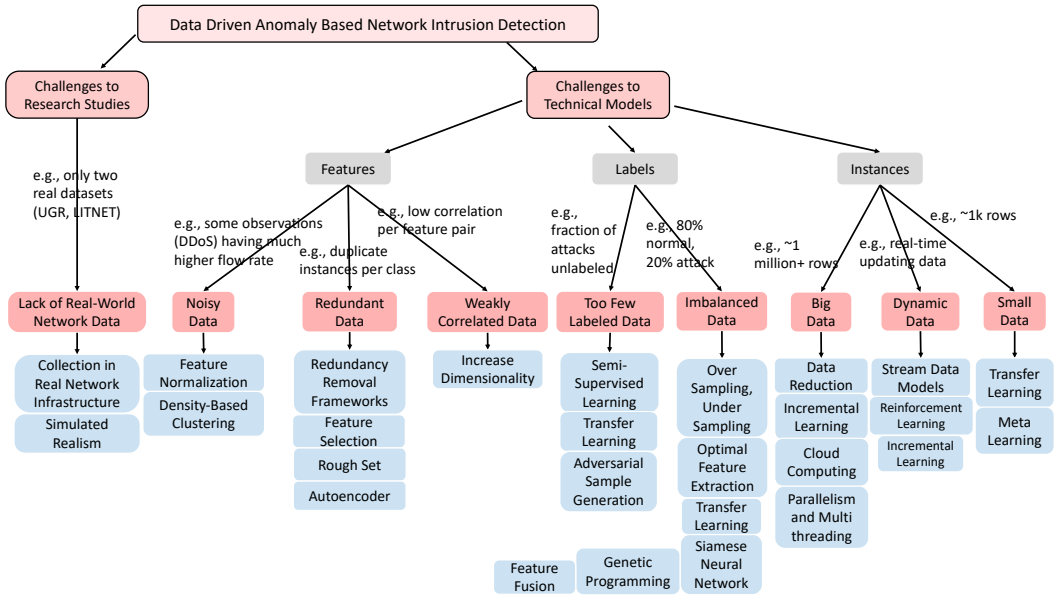 Data Driven Anomaly Based Network Intrusion Detection
Challenges to
Research Studies
Challenges to
Technical Models
Features
Labels
Instances
e.g., only two
real datasets
(UGR, LITNET)
e.g., some observations
(DDoS) having much
higher flow rate
e.g., duplicate
instances per class
e.g., low correlation
per feature pair
e.g.,
fraction of
attacks
unlabeled
e.g., 80%
normal,
20% attack
e.g., ~1
million+ rows
e.g., real-time
updating data
e.g., ~1k rows
Lack of Real-World
Network Data
Noisy
Data
Redundant
Data
Weakly
Correlated Data
Too Few
Labeled Data
Imbalanced
Data
Big
Data
Dynamic
Data
Small
Data
Collection in
Real Network
Infrastructure
Simulated
Realism
Feature
Normalization
Density-Based
Clustering
Redundancy
Removal
Frameworks
Feature
Selection
Rough Set
Autoencoder
Increase
Dimensionality
Semi-
Supervised
Learning
Transfer
Learning
Adversarial
Sample
Generation
Over
Sampling,
Under
Sampling
Optimal
Feature
Extraction
Transfer
Learning
Siamese
Neural
Network
Genetic
Programming
Feature
Fusion
Data
Reduction
Incremental
Learning
Cloud
Computing
Parallelism
and Multi
threading
Stream Data
Models
Reinforcement
Learning
Incremental
Learning
Transfer
Learning
Meta
Learning